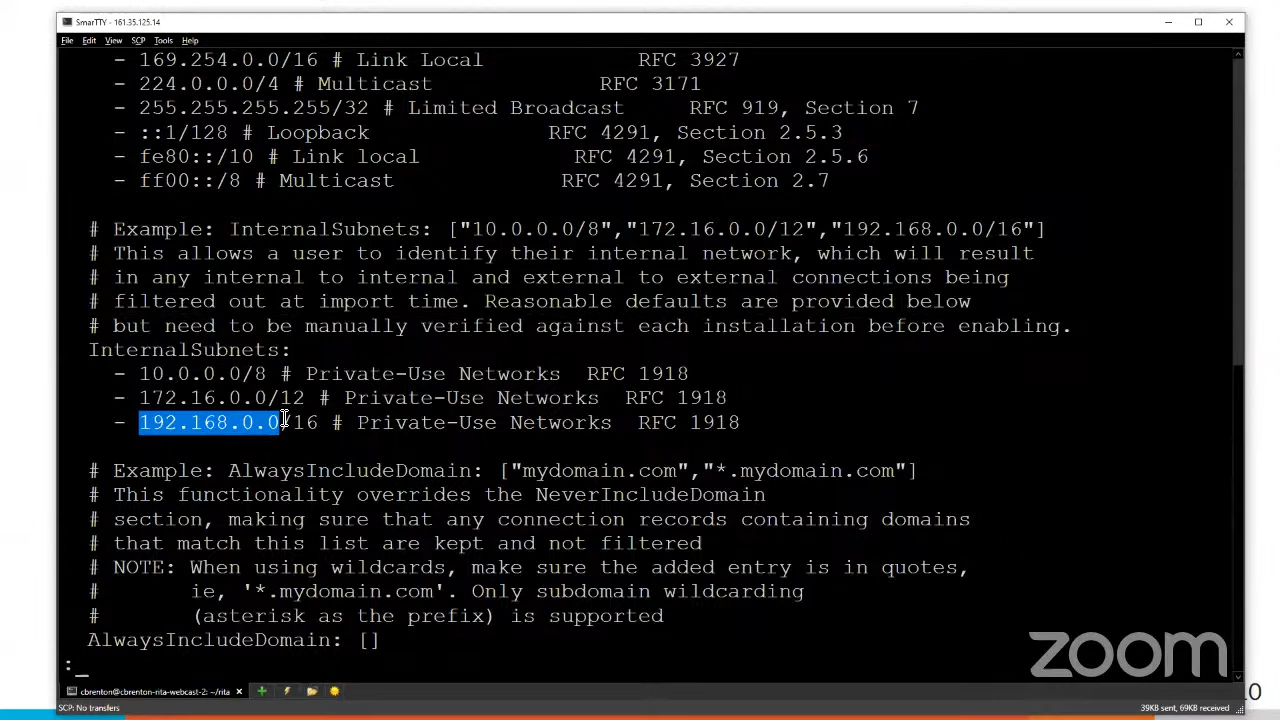 SmarTTY - 161.35.125.14
File Edit View SCP Tools Help
- 169.254.0.0/16 # Link Local RFC 3927
- 224.0.0.0/4 # Multicast RFC 3171
- 255.255.255.255/32 # Limited Broadcast RFC 919, Section 7
- ::1/128 # Loopback RFC 4291, Section 2.5.3
- fe80::/10 # Link local RFC 4291, Section 2.5.6
- ff00::/8 # Multicast RFC 4291, Section 2.7
# Example: InternalSubnets: ["10.0.0.0/8","172.16.0.0/12","192.168.0.0/16"]
# This allows a user to identify their internal network, which will result
# in any internal to internal and external to external connections being
# filtered out at import time. Reasonable defaults are provided below
# but need to be manually verified against each installation before enabling.
InternalSubnets:
- 10.0.0.0/8 # Private-Use Networks RFC 1918
- 172.16.0.0/12 # Private-Use Networks RFC 1918
- 192.168.0.0/16 # Private-Use Networks RFC 1918
# Example: AlwaysIncludeDomain: ["mydomain.com","*.mydomain.com"]
# This functionality overrides the NeverIncludeDomain
# section, making sure that any connection records containing domains
# that match this list are kept and not filtered
# NOTE: When using wildcards, make sure the added entry is in quotes,
# ie, '*.mydomain.com'. Only subdomain wildcarding
# (asterisk as the prefix) is supported
AlwaysIncludeDomain: []
:
zoom
cbrenton@cbrenton-rita-webcast-2: ~/rita
10
SCP: No transfers
39KB sent, 69KB received